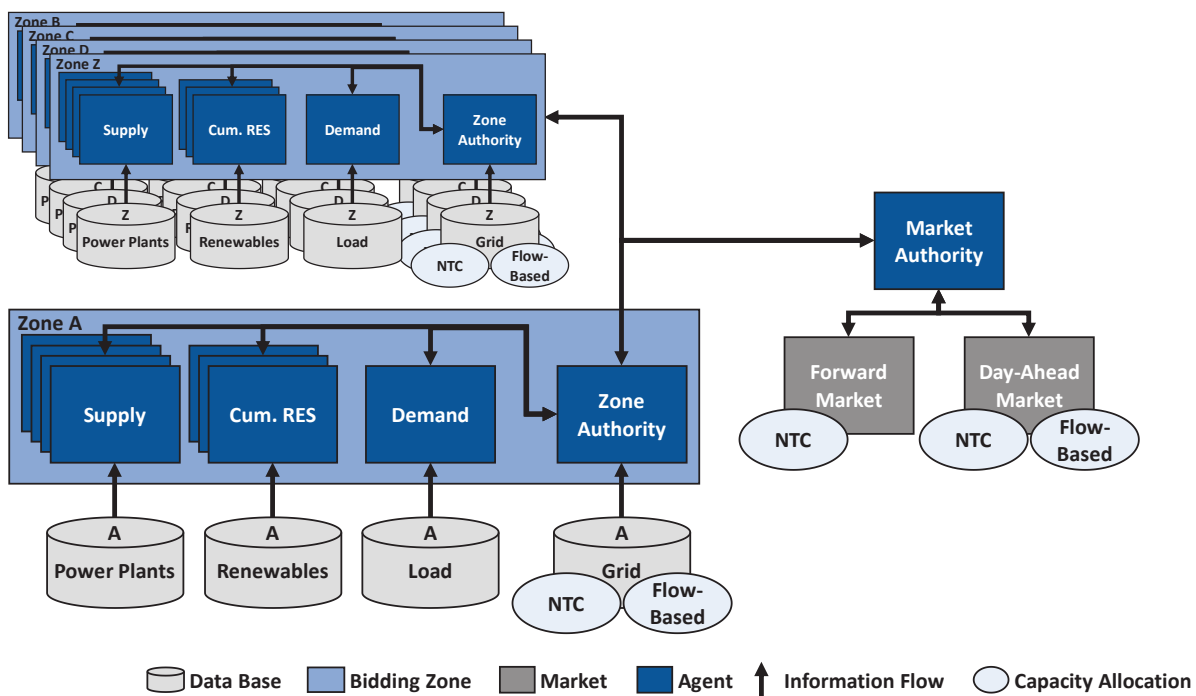 Zone B
Zone C
Zone D
Zone Z
Supply
Cum. RES
Demand
Zone
Authority
C
C
C
C
D
D
D
D
P
P
P
Z
Z
Z
Z
Power Plants
Renewables
Load
Grid
NTC
Flow-
Based
Market
Authority
Forward
Market
Day-Ahead
Market
NTC
NTC
Flow-
Based
Zone A
Supply
Cum. RES
Demand
Zone
Authority
A
A
A
A
Power Plants
Renewables
Load
Grid
NTC
Flow-
Based
Data Base
Bidding Zone
Market
Agent
Information Flow
Capacity Allocation